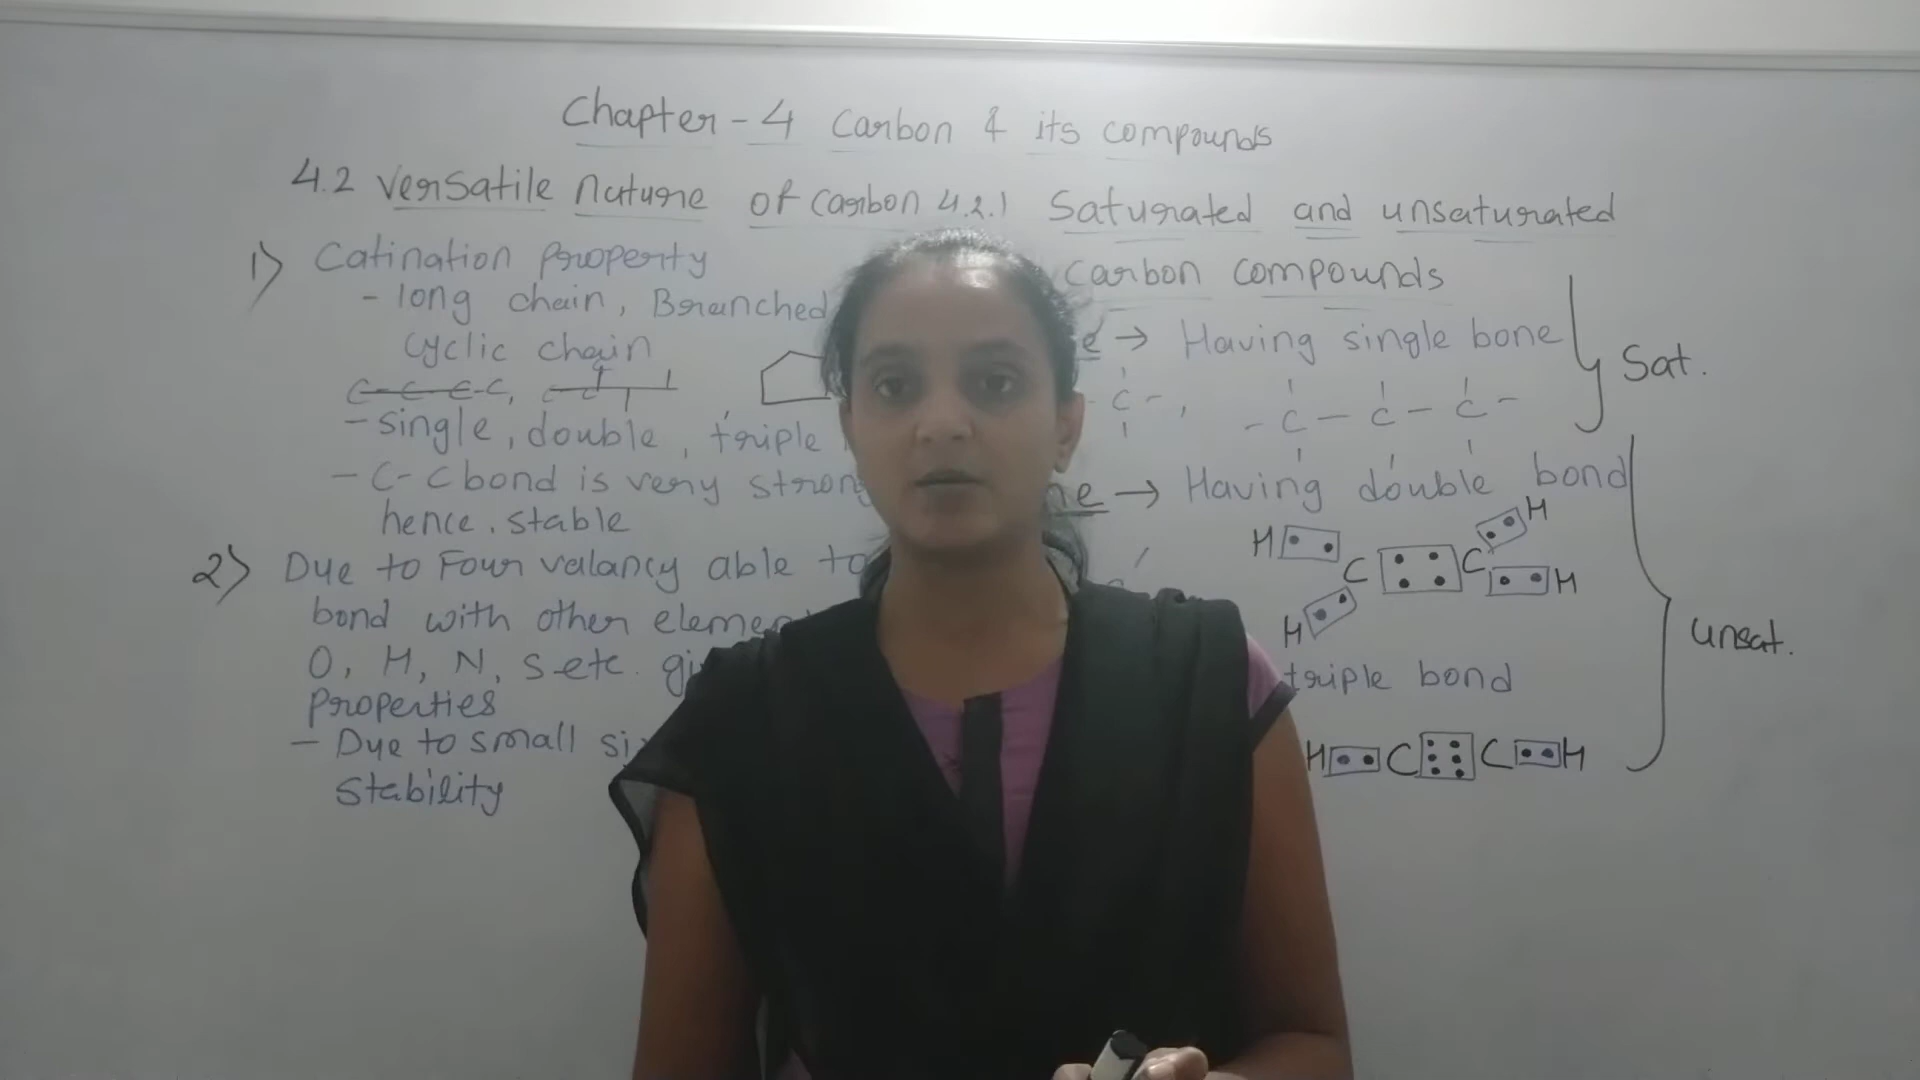 Chapter - 4 Carbon & its compounds
4.2 Versatile nature of carbon
1) Catination property
- long chain, Branched
cyclic chain
C-C-C-C,
- single, double, triple
- C-C bond is very strong
hence. stable
2) Due to Four valancy able to
bond with other
O, H, N, S etc.
Properties
- Due to small
stability
4.2.1 Saturated and unsaturated
carbon compounds
→ Having single bone
- C - , - C - C - C -
Sat.
→ Having double bond
H C C H
H H
triple bond
H C C H
unsat.